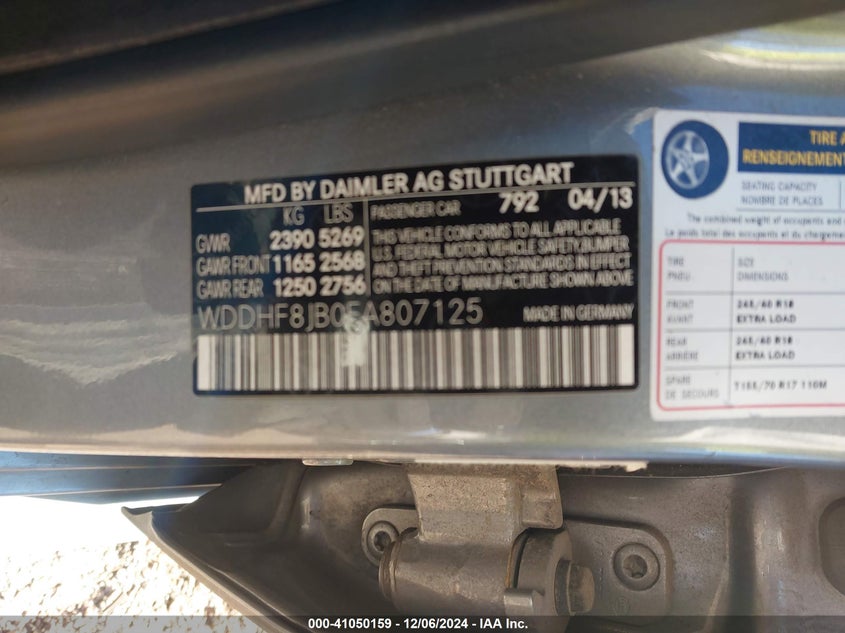 MFD BY DAIMLER AG STUTTGART
KG LBS
GVWR 2390 5269
GAWR FRONT 1165 2568
GAWR REAR 1250 2756
PASSENGER CAR 792 04/13
THIS VEHICLE CONFORMS TO ALL APPLICABLE
U.S. FEDERAL MOTOR VEHICLE SAFETY,BUMPER
AND THEFT PREVENTION STANDARDS IN EFFECT
ON THE DATE OF MANUFACTURE SHOWN ABOVE
WDDHF8JB0EA807125
MADE IN GERMANY
TIRE A
RENSEIGNEMENT
SEATING CAPACITY
NOMBRE DE PLACES
The combined weight of occupants and
Le poids total des occupants et du chargement
TIRE SIZE
PNEU DIMENSIONS
FRONT 245/40 R18
AVANT EXTRA LOAD
REAR 245/40 R18
ARRIÈRE EXTRA LOAD
SPARE T155/70 R17 110M
DE SECOURS
000-41050159 - 12/06/2024 - IAA Inc.